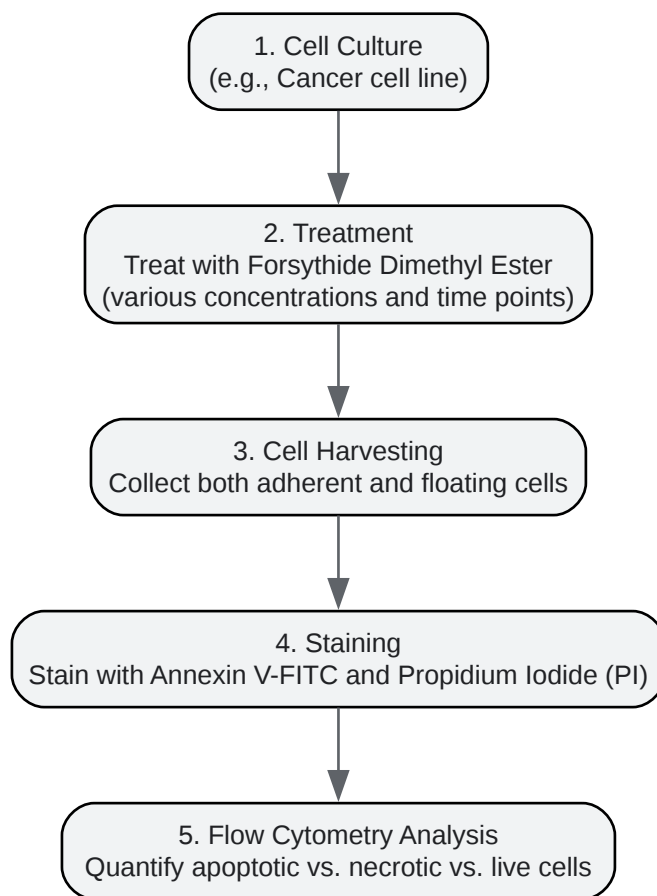 1. Cell Culture
(e.g., Cancer cell line)
2. Treatment
Treat with Forsythide Dimethyl Ester
(various concentrations and time points)
3. Cell Harvesting
Collect both adherent and floating cells
4. Staining
Stain with Annexin V-FITC and Propidium Iodide (PI)
5. Flow Cytometry Analysis
Quantify apoptotic vs. necrotic vs. live cells